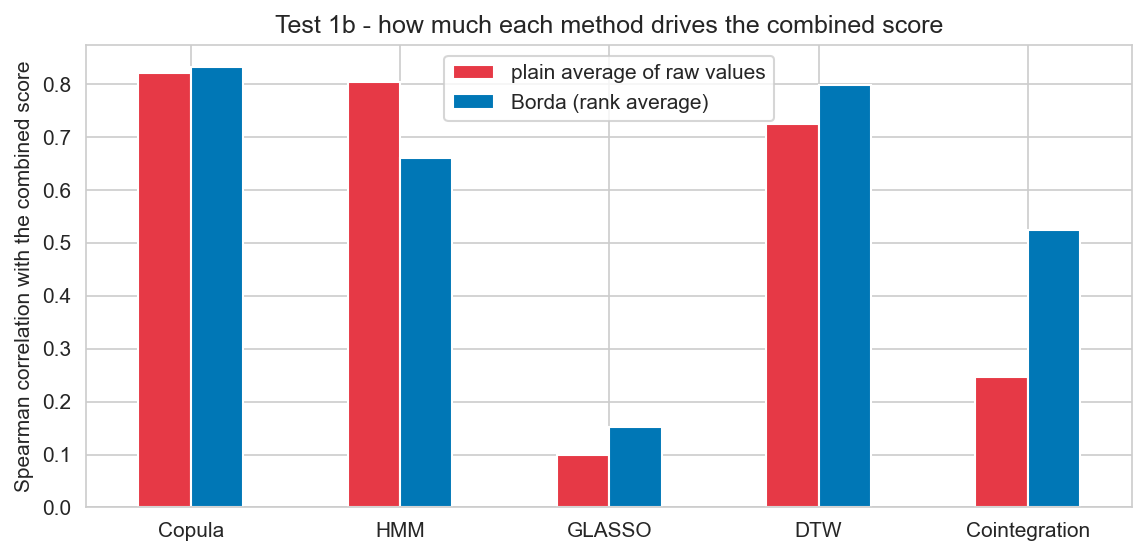 Test 1b - how much each method drives the combined score
plain average of raw values
Borda (rank average)
Spearman correlation with the combined score
0.8
0.7
0.6
0.5
0.4
0.3
0.2
0.1
0.0
Copula
HMM
GLASSO
DTW
Cointegration